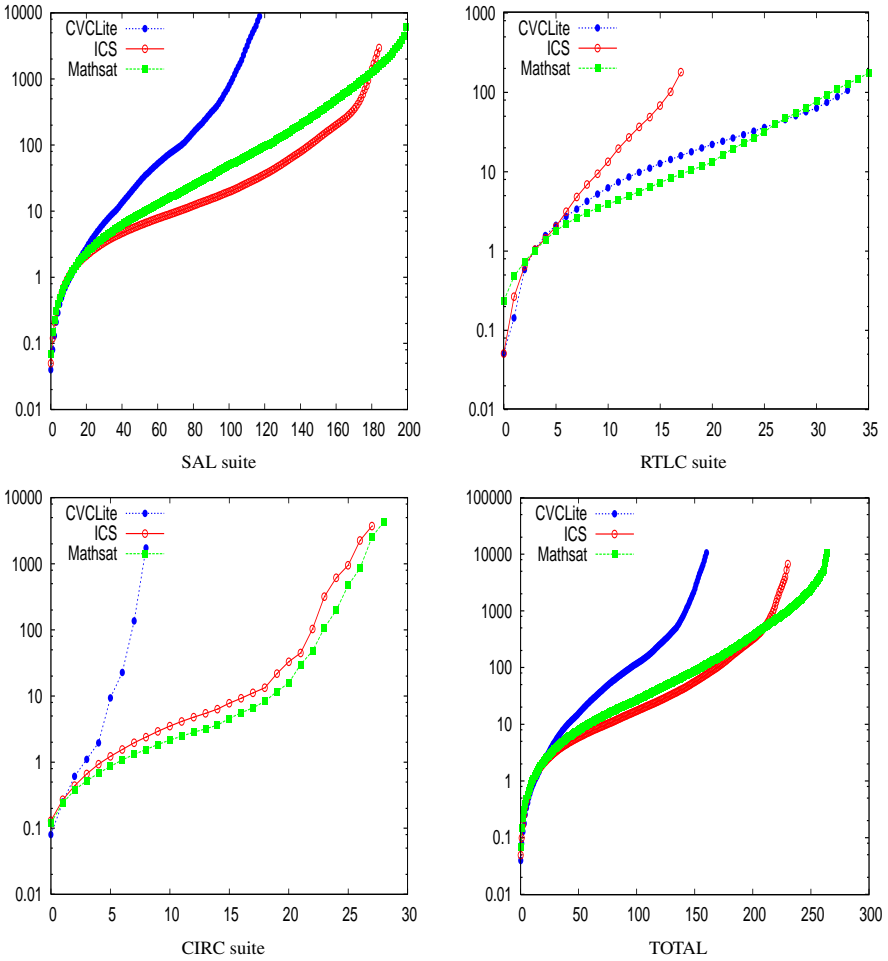 10000
1000
100
10
1
0.1
0.01
CVCLite
ICS
Mathsat
0 20 40 60 80 100 120 140 160 180 200
SAL suite
1000
100
10
1
0.1
0.01
CVCLite
ICS
Mathsat
0 5 10 15 20 25 30 35
RTLC suite
10000
1000
100
10
1
0.1
0.01
CVCLite
ICS
Mathsat
0 5 10 15 20 25 30
CIRC suite
100000
10000
1000
100
10
1
0.1
0.01
CVCLite
ICS
Mathsat
0 50 100 150 200 250 300
TOTAL